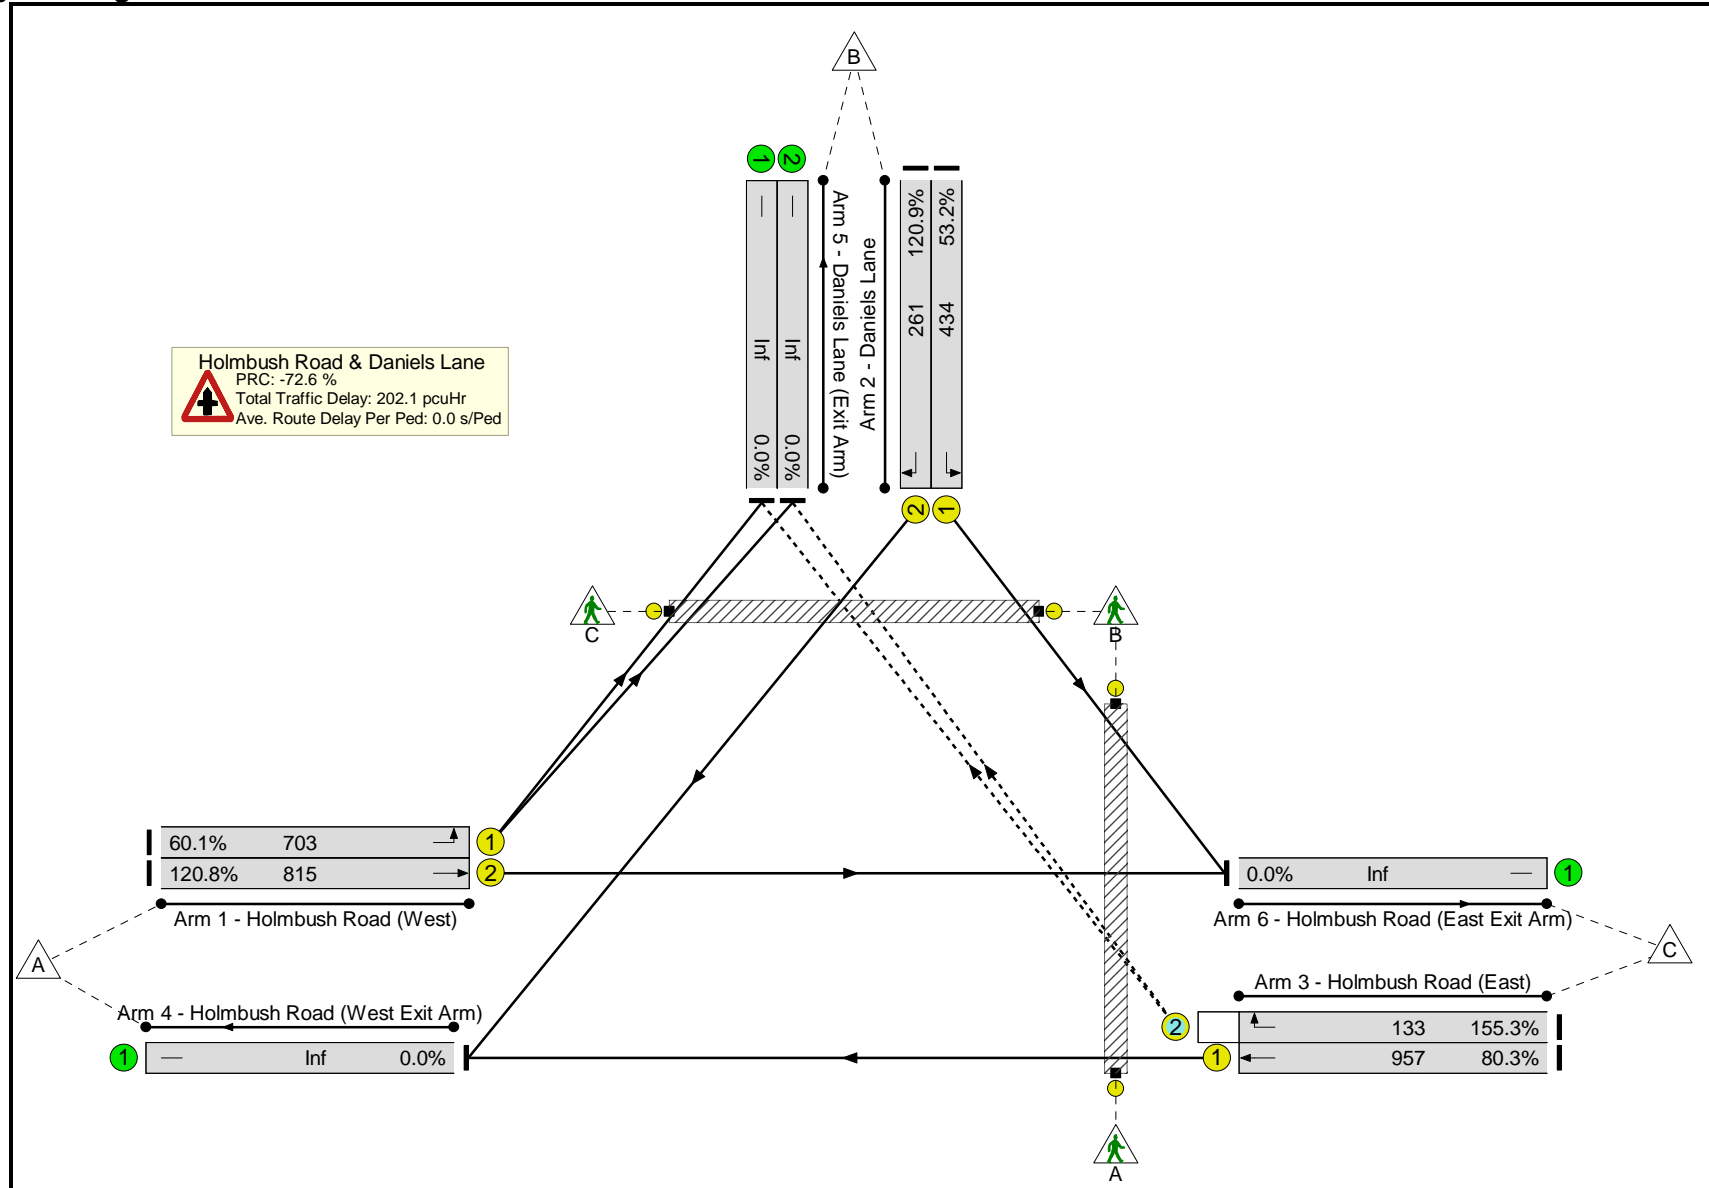 B
1
2
— Inf 0.0%
— Inf 0.0%
Arm 5 - Daniels Lane (Exit Arm)
Arm 2 - Daniels Lane
261 120.9%
434 53.2%
2
1
Holmbush Road & Daniels Lane
PRC: -72.6 %
Total Traffic Delay: 202.1 pcuHr
Ave. Route Delay Per Ped: 0.0 s/Ped
C
B
60.1% 703
1
120.8% 815
2
Arm 1 - Holmbush Road (West)
A
Arm 4 - Holmbush Road (West Exit Arm)
1
— Inf 0.0%
0.0% Inf —
1
Arm 6 - Holmbush Road (East Exit Arm)
C
Arm 3 - Holmbush Road (East)
2
133 155.3%
1
957 80.3%
A